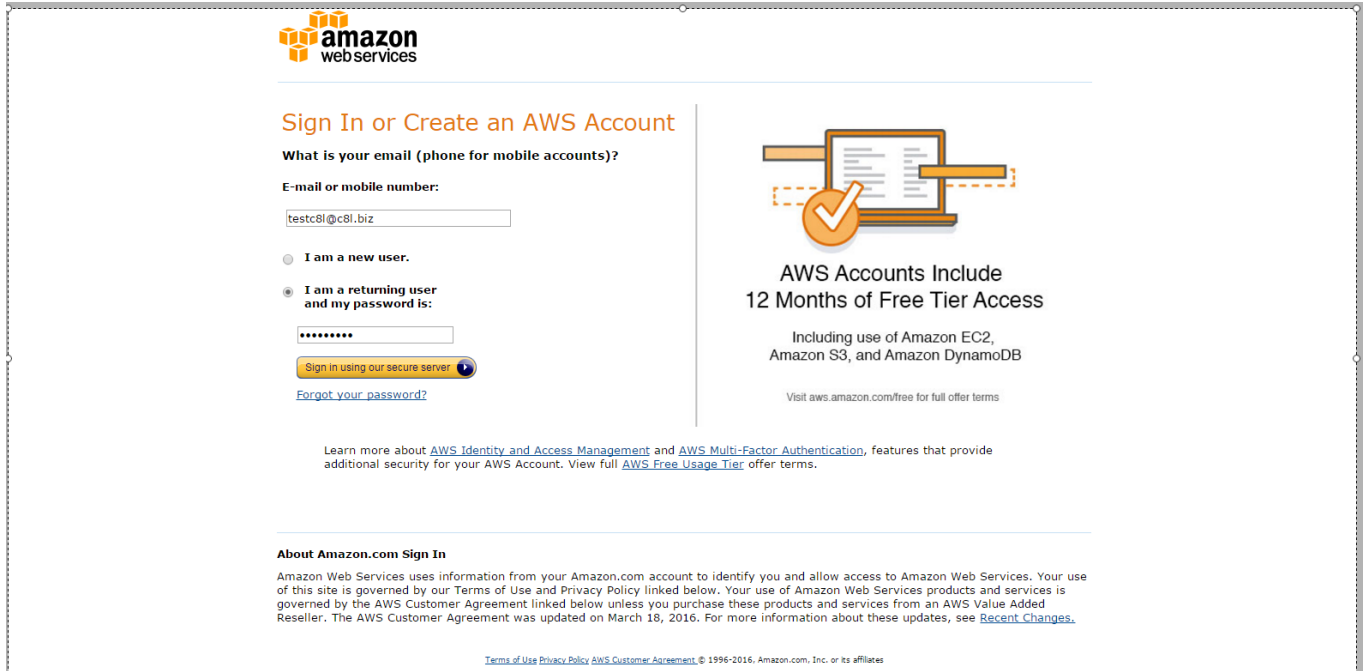 amazon
webservices
Sign In or Create an AWS Account
What is your email (phone for mobile accounts)?
E-mail or mobile number:
testc8l@c8l.biz
I am a new user.
I am a returning user
and my password is:
•••••••••
Sign in using our secure server
Forgot your password?
AWS Accounts Include
12 Months of Free Tier Access
Including use of Amazon EC2,
Amazon S3, and Amazon DynamoDB
Visit aws.amazon.com/free for full offer terms
Learn more about AWS Identity and Access Management and AWS Multi-Factor Authentication, features that provide
additional security for your AWS Account. View full AWS Free Usage Tier offer terms.
About Amazon.com Sign In
Amazon Web Services uses information from your Amazon.com account to identify you and allow access to Amazon Web Services. Your use
of this site is governed by our Terms of Use and Privacy Policy linked below. Your use of Amazon Web Services products and services is
governed by the AWS Customer Agreement linked below unless you purchase these products and services from an AWS Value Added
Reseller. The AWS Customer Agreement was updated on March 18, 2016. For more information about these updates, see Recent Changes.
Terms of Use Privacy Policy AWS Customer Agreement © 1996-2016, Amazon.com, Inc. or its affiliates